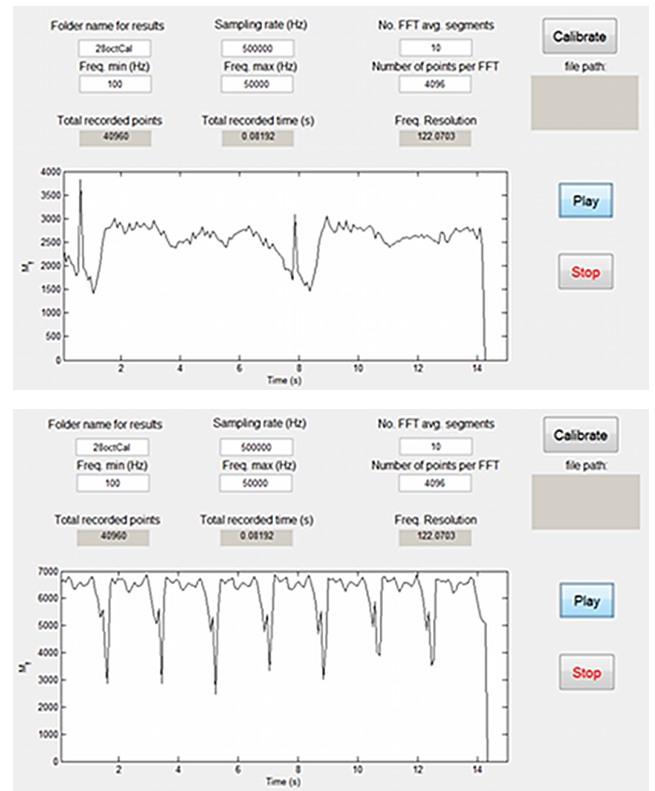 Folder name for results Sampling rate (Hz) No. FFT avg. segments Calibrate
28octCal 500000 10
Freq. min (Hz) Freq. max (Hz) Number of points per FFT file path:
100 50000 4096
Total recorded points Total recorded time (s) Freq. Resolution
40960 0.08192 122.0703
4000
3500
3000
2500
2000
1500
1000
500
0
2 4 6 8 10 12 14
Time (s)
Play
Stop
Folder name for results Sampling rate (Hz) No. FFT avg. segments Calibrate
28octCal 500000 10
Freq. min (Hz) Freq. max (Hz) Number of points per FFT file path:
100 50000 4096
Total recorded points Total recorded time (s) Freq. Resolution
40960 0.08192 122.0703
7000
6000
5000
4000
3000
2000
1000
0
2 4 6 8 10 12 14
Time (s)
Play
Stop